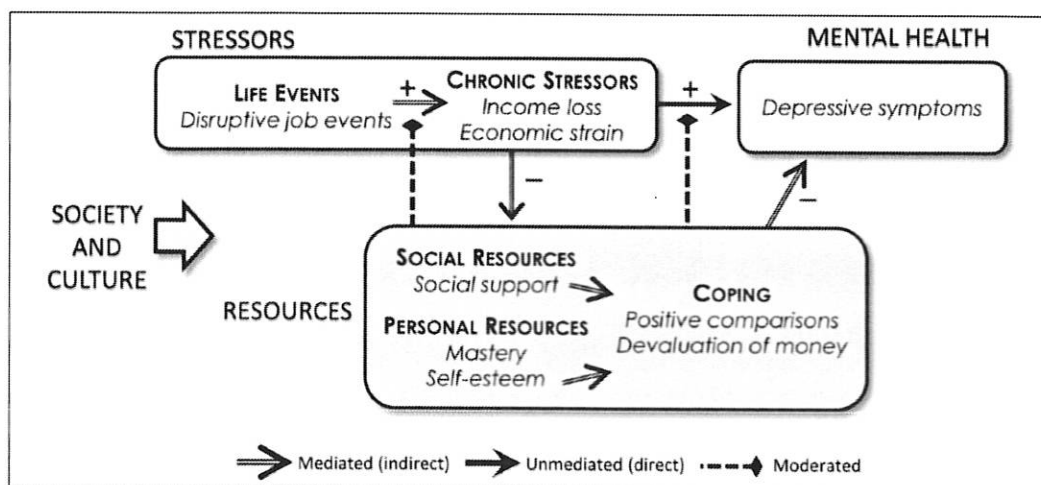 STRESSORS
MENTAL HEALTH
LIFE EVENTS
Disruptive job events
+
CHRONIC STRESSORS
Income loss
Economic strain
+
Depressive symptoms
−
−
SOCIETY
AND
CULTURE
RESOURCES
SOCIAL RESOURCES
Social support
PERSONAL RESOURCES
Mastery
Self-esteem
COPING
Positive comparisons
Devaluation of money
Mediated (indirect)
Unmediated (direct)
Moderated